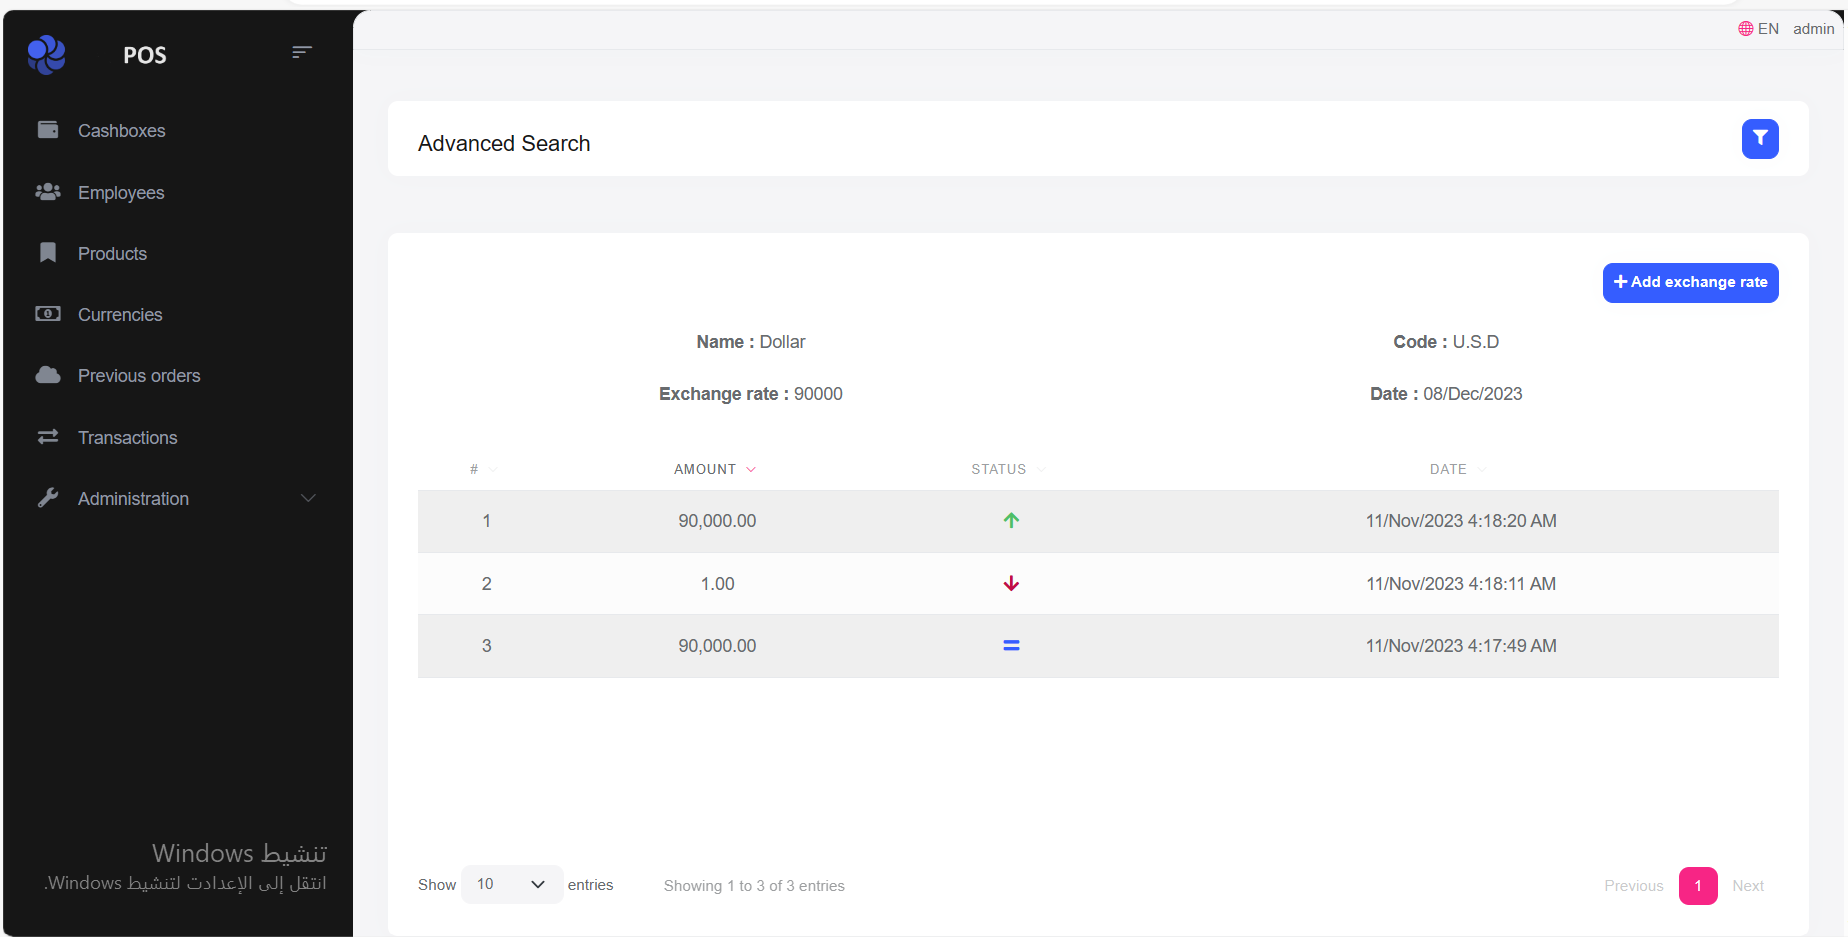 POS
EN admin
Cashboxes
Employees
Products
Currencies
Previous orders
Transactions
Administration
تنشيط Windows
انتقل إلى الإعدادت لتنشيط Windows.
Advanced Search
Add exchange rate
Name : Dollar
Code : U.S.D
Exchange rate : 90000
Date : 08/Dec/2023
# AMOUNT STATUS DATE
1 90,000.00 11/Nov/2023 4:18:20 AM
2 1.00 11/Nov/2023 4:18:11 AM
3 90,000.00 11/Nov/2023 4:17:49 AM
Show 10 entries Showing 1 to 3 of 3 entries Previous 1 Next